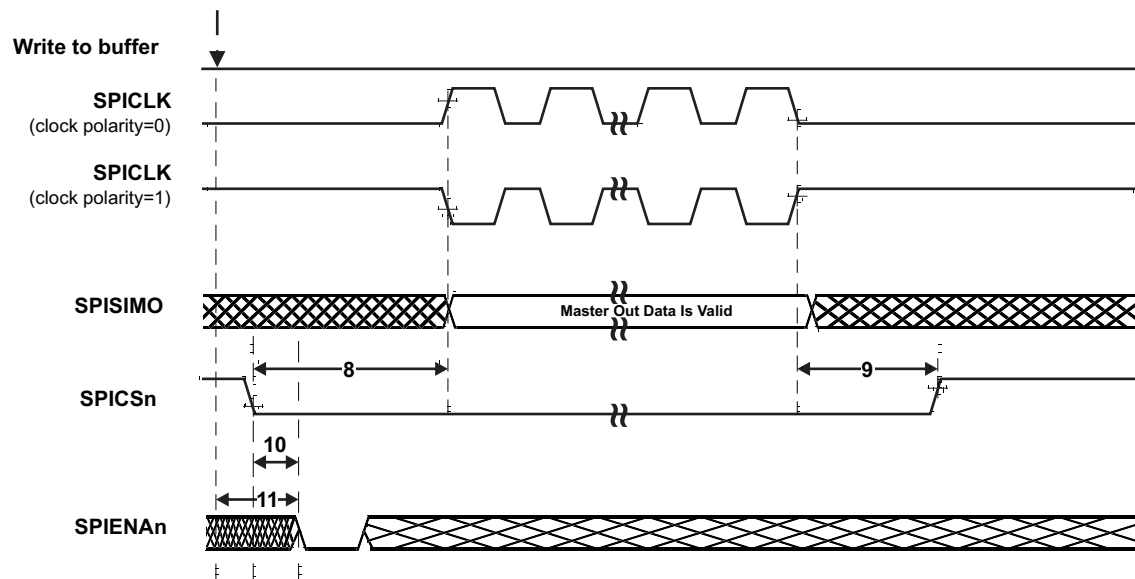 Write to buffer
SPICLK
(clock polarity=0)
SPICLK
(clock polarity=1)
SPISIMO
Master Out Data Is Valid
8
9
SPICSn
10
11
SPIENAn